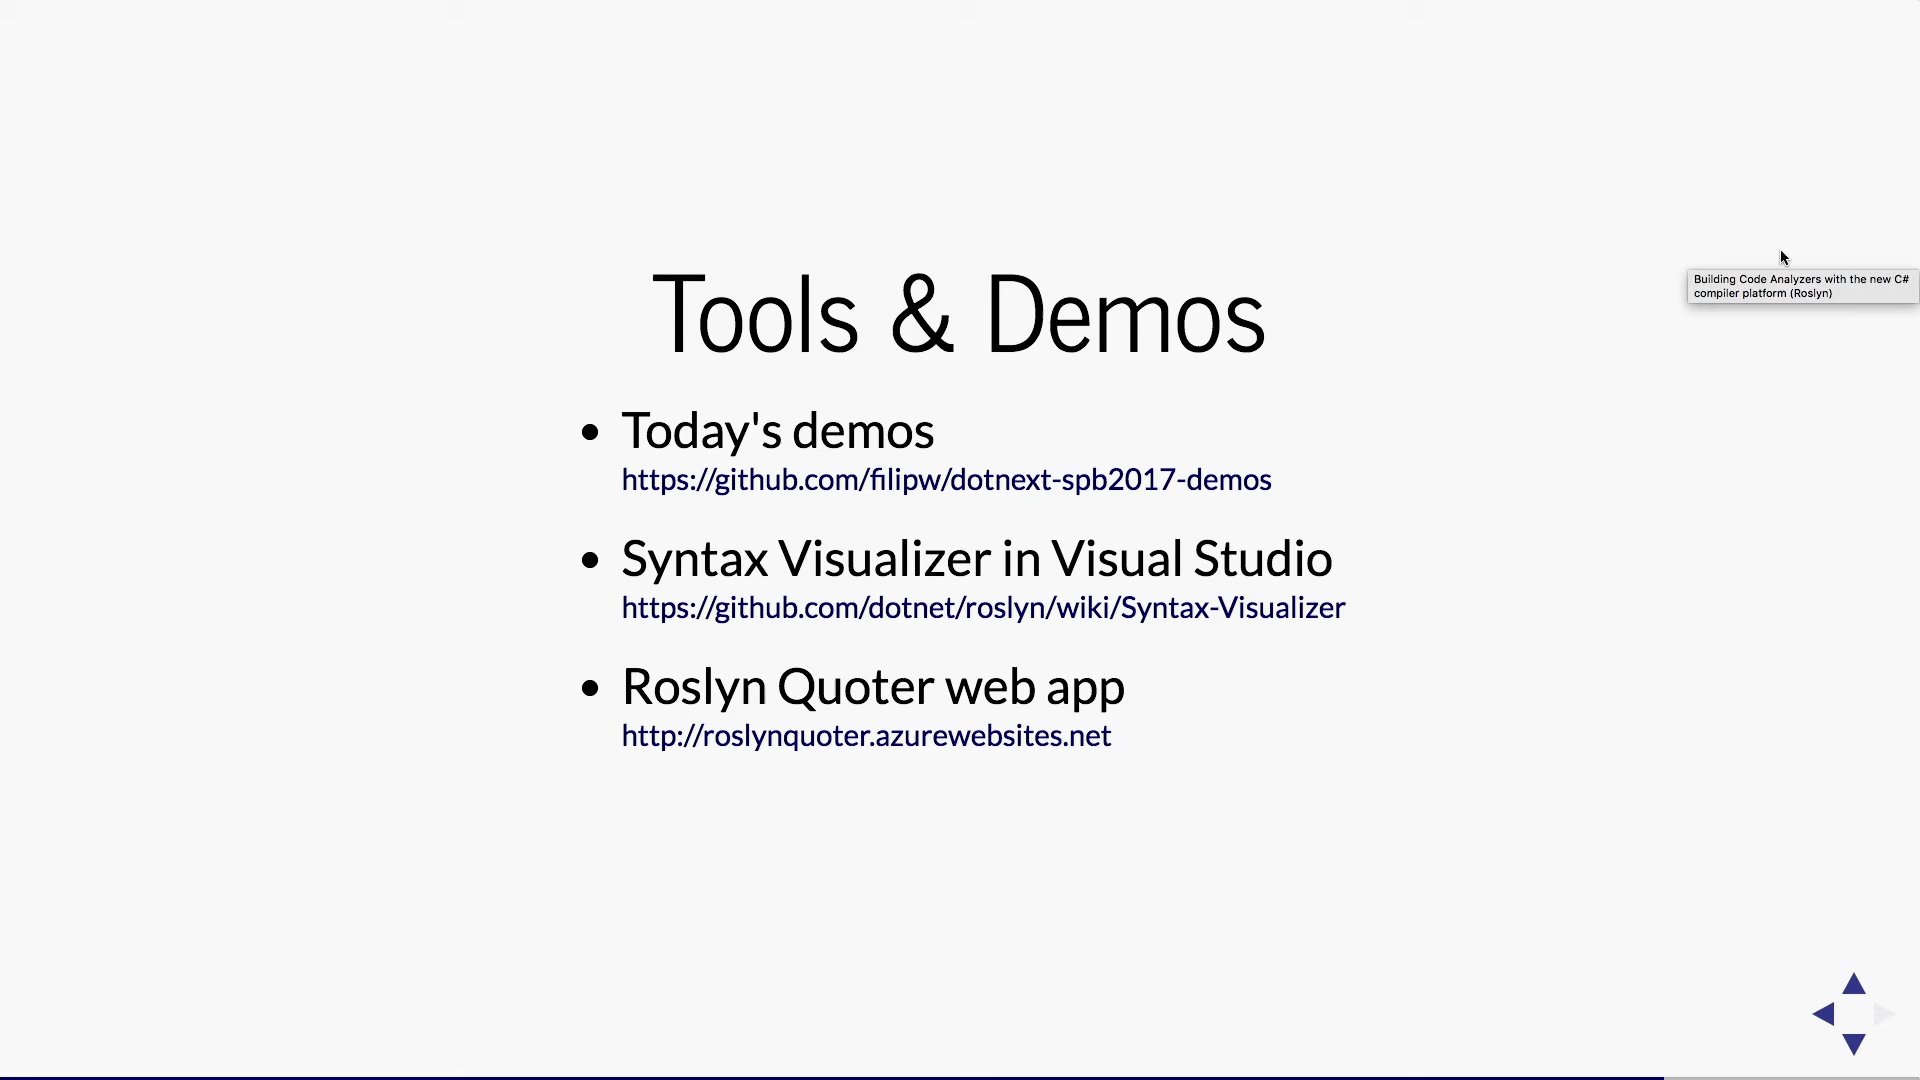 Tools & Demos
Building Code Analyzers with the new C#
compiler platform (Roslyn)
• Today's demos
https://github.com/filipw/dotnext-spb2017-demos
• Syntax Visualizer in Visual Studio
https://github.com/dotnet/roslyn/wiki/Syntax-Visualizer
• Roslyn Quoter web app
http://roslynquoter.azurewebsites.net